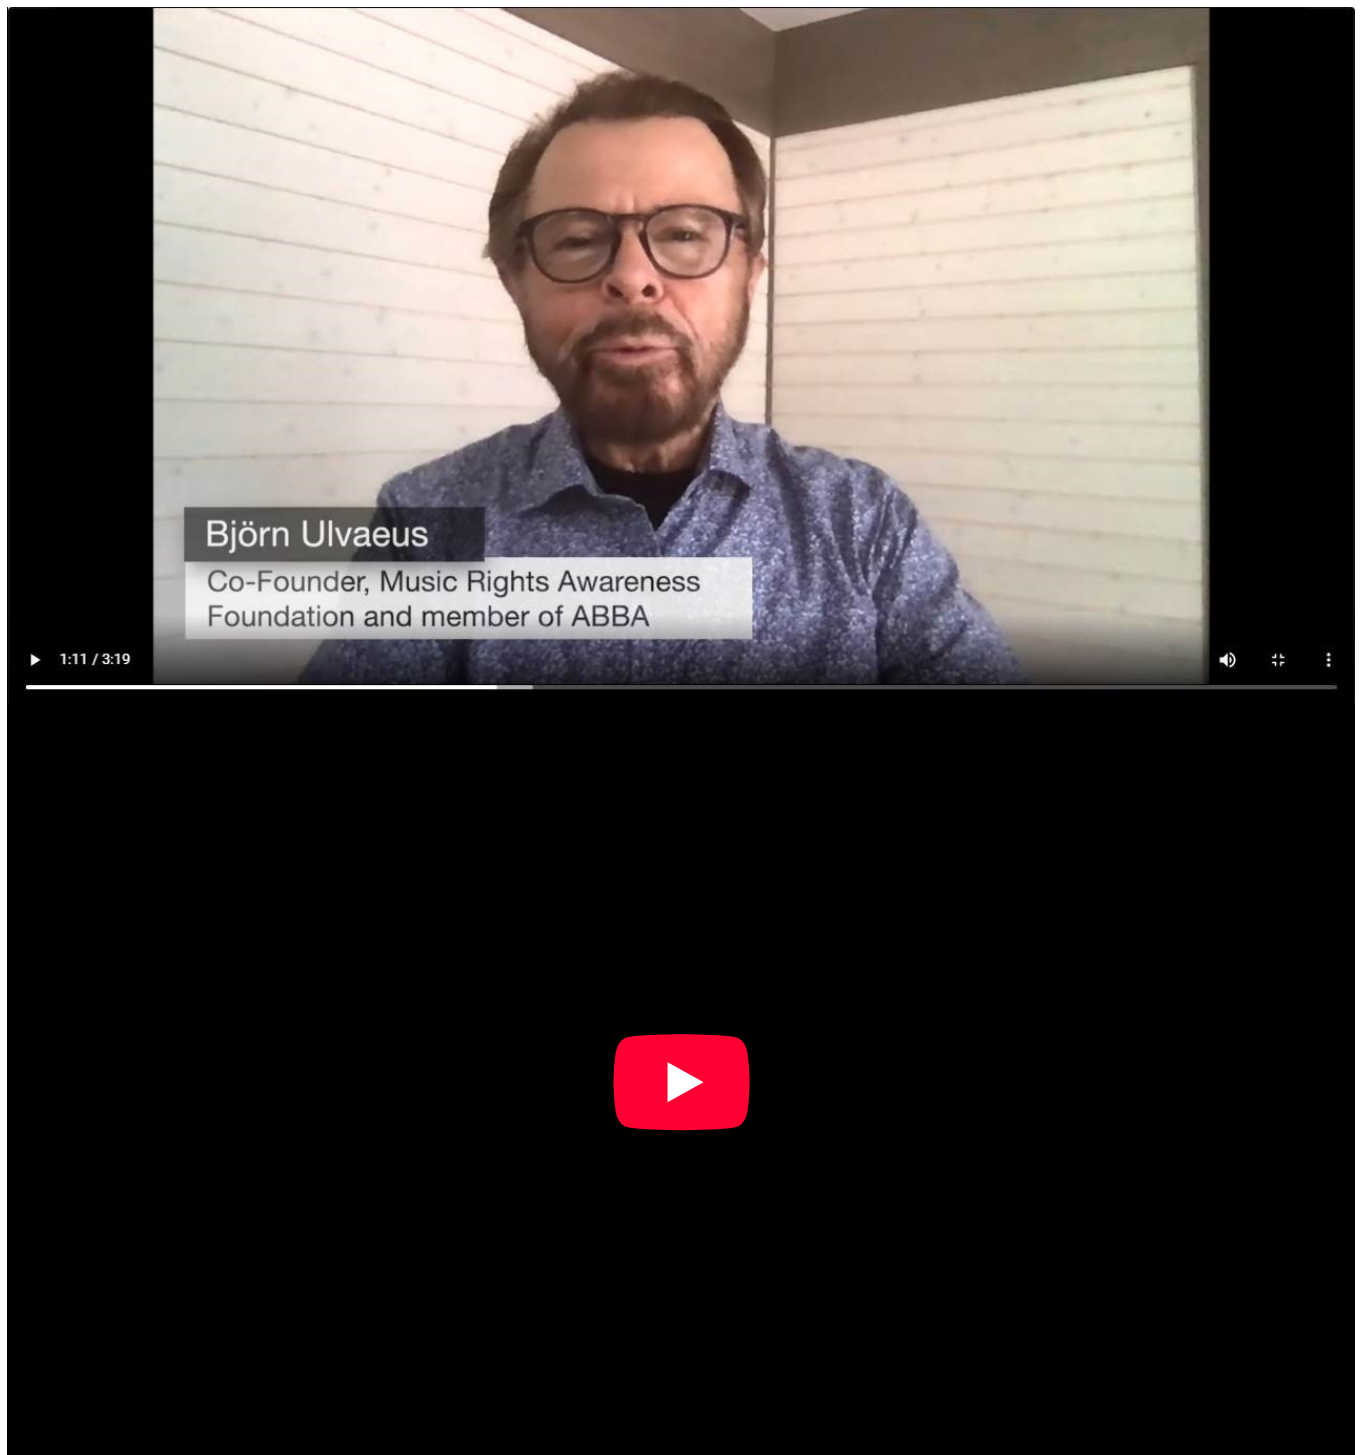 Björn Ulvaeus
Co-Founder, Music Rights Awareness
Foundation and member of ABBA
1:11 / 3:19